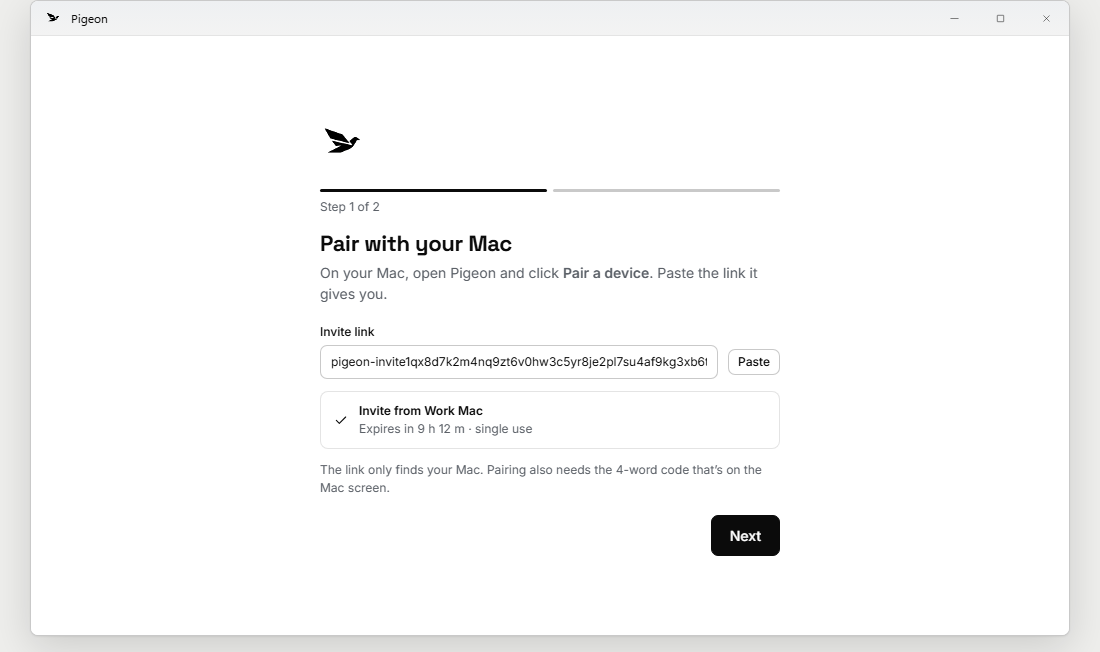 Pigeon
Step 1 of 2
Pair with your Mac
On your Mac, open Pigeon and click Pair a device. Paste the link it
gives you.
Invite link
pigeon-invite1qx8d7k2m4nq9zt6v0hw3c5yr8je2pl7su4af9kg3xb6t
Paste
Invite from Work Mac
Expires in 9 h 12 m · single use
The link only finds your Mac. Pairing also needs the 4-word code that’s on the
Mac screen.
Next